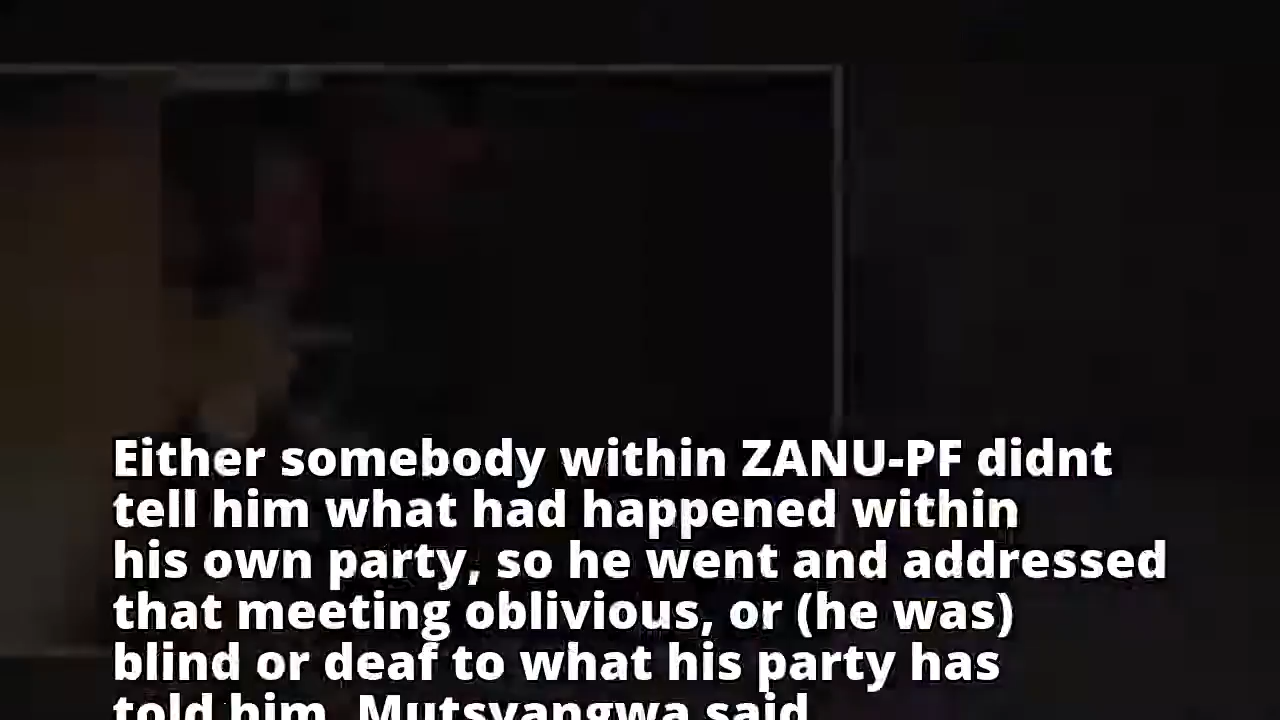 Either somebody within ZANU-PF didnt
tell him what had happened within
his own party, so he went and addressed
that meeting oblivious, or (he was)
blind or deaf to what his party has
told him, Mutsvangwa said